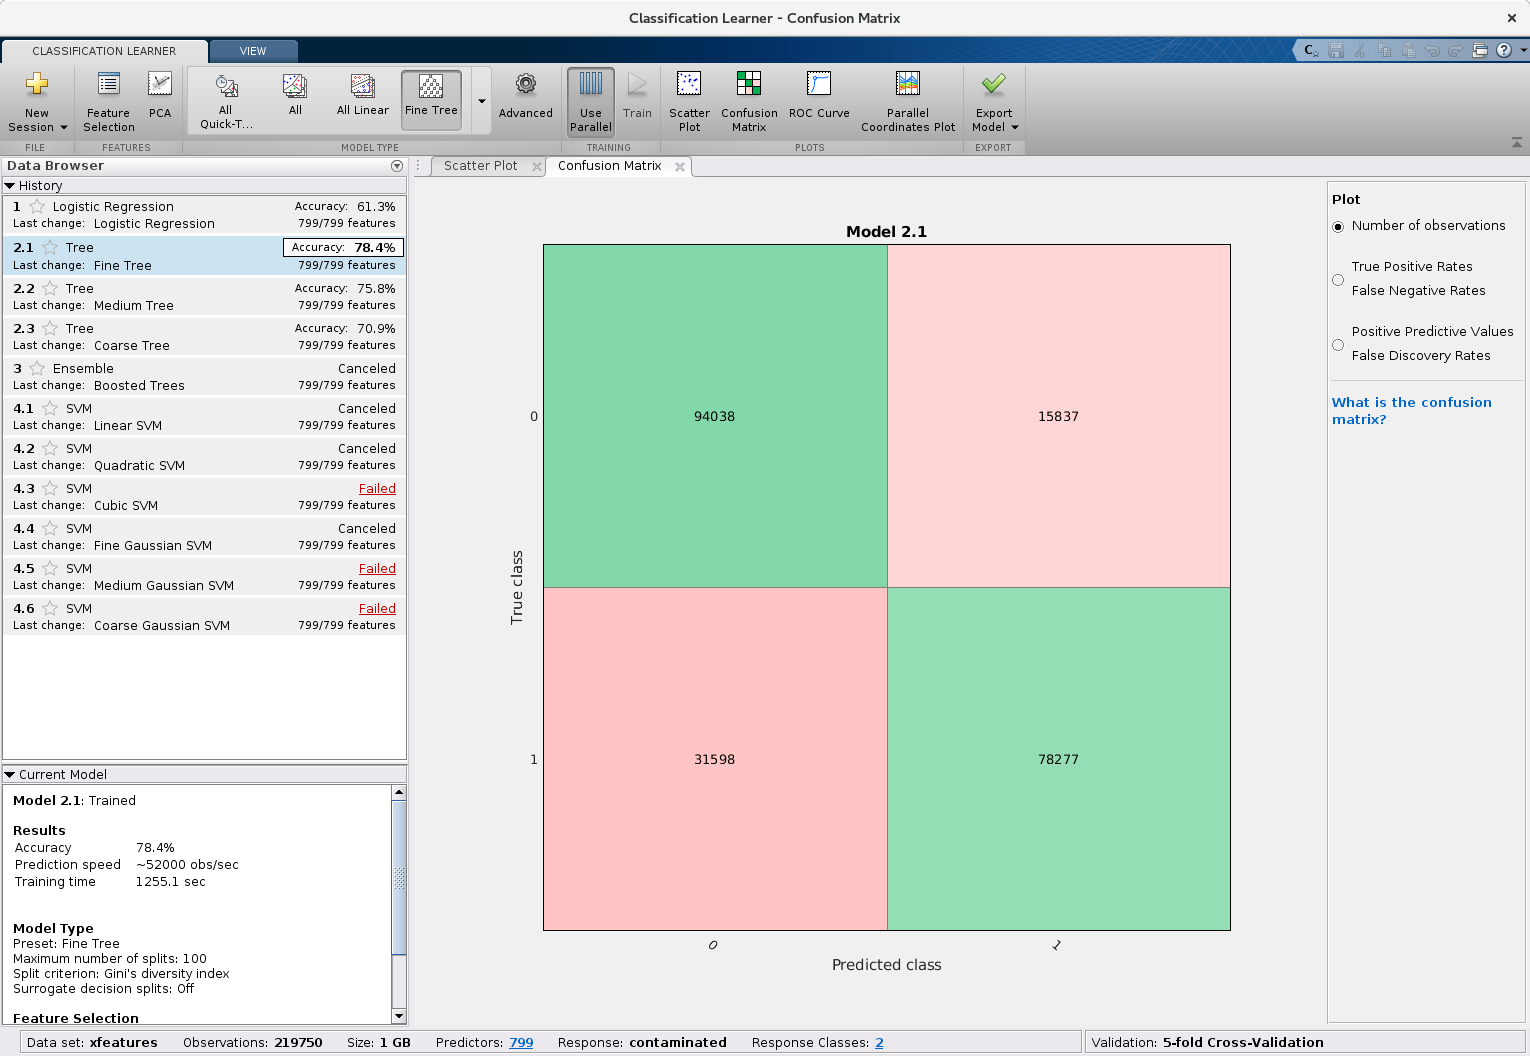 Classification Learner - Confusion Matrix
CLASSIFICATION LEARNER
VIEW
New Session
Feature Selection
PCA
All Quick-T...
All
All Linear
Fine Tree
Advanced
Use Parallel
Train
Scatter Plot
Confusion Matrix
ROC Curve
Parallel Coordinates Plot
Export Model
FILE
FEATURES
MODEL TYPE
TRAINING
PLOTS
EXPORT
Data Browser
History
1 Logistic Regression Accuracy: 61.3%
Last change: Logistic Regression 799/799 features
2.1 Tree Accuracy: 78.4%
Last change: Fine Tree 799/799 features
2.2 Tree Accuracy: 75.8%
Last change: Medium Tree 799/799 features
2.3 Tree Accuracy: 70.9%
Last change: Coarse Tree 799/799 features
3 Ensemble Canceled
Last change: Boosted Trees 799/799 features
4.1 SVM Canceled
Last change: Linear SVM 799/799 features
4.2 SVM Canceled
Last change: Quadratic SVM 799/799 features
4.3 SVM Failed
Last change: Cubic SVM 799/799 features
4.4 SVM Canceled
Last change: Fine Gaussian SVM 799/799 features
4.5 SVM Failed
Last change: Medium Gaussian SVM 799/799 features
4.6 SVM Failed
Last change: Coarse Gaussian SVM 799/799 features
Current Model
Model 2.1: Trained
Results
Accuracy 78.4%
Prediction speed ~52000 obs/sec
Training time 1255.1 sec
Model Type
Preset: Fine Tree
Maximum number of splits: 100
Split criterion: Gini's diversity index
Surrogate decision splits: Off
Feature Selection
Scatter Plot
Confusion Matrix
Model 2.1
True class
0
94038
15837
1
31598
78277
0
1
Predicted class
Plot
Number of observations
True Positive Rates
False Negative Rates
Positive Predictive Values
False Discovery Rates
What is the confusion
matrix?
Data set: xfeatures Observations: 219750 Size: 1 GB Predictors: 799 Response: contaminated Response Classes: 2
Validation: 5-fold Cross-Validation